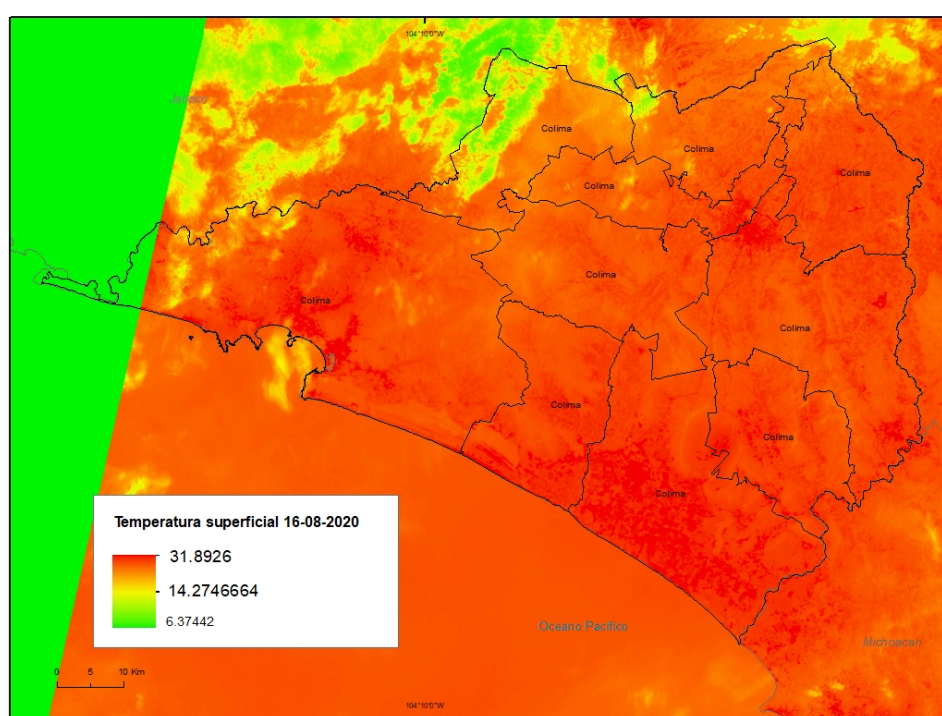 104°10'0"W
Jalisco
Colima
Colima
Colima
Colima
Colima
Colima
Colima
Colima
Colima
Colima
Temperatura superficial 16-08-2020
31.8926
14.2746664
6.37442
Oceano Pacifico
Michoacan
0 5 10 Km
104°10'0"W